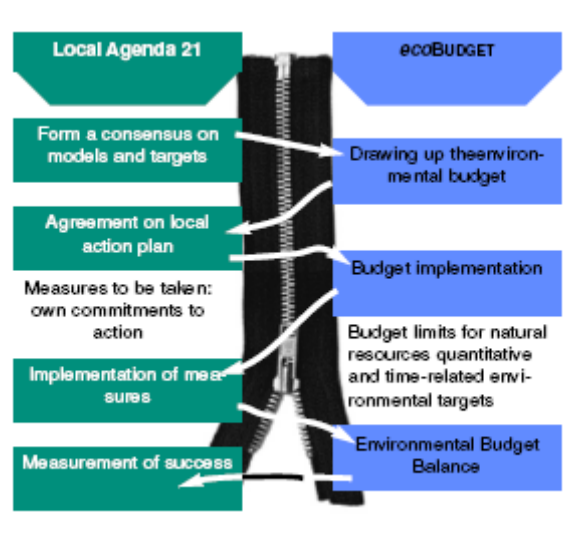 Local Agenda 21
ecoBUDGET
Form a consensus on
models and targets
Drawing up theenviron-
mental budget
Agreement on local
action plan
Budget implementation
Measures to be taken:
own commitments to
action
Budget limits for natural
resources quantitative
and time-related envi-
ronmental targets
Implementation of mea-
sures
Environmental Budget
Balance
Measurement of success